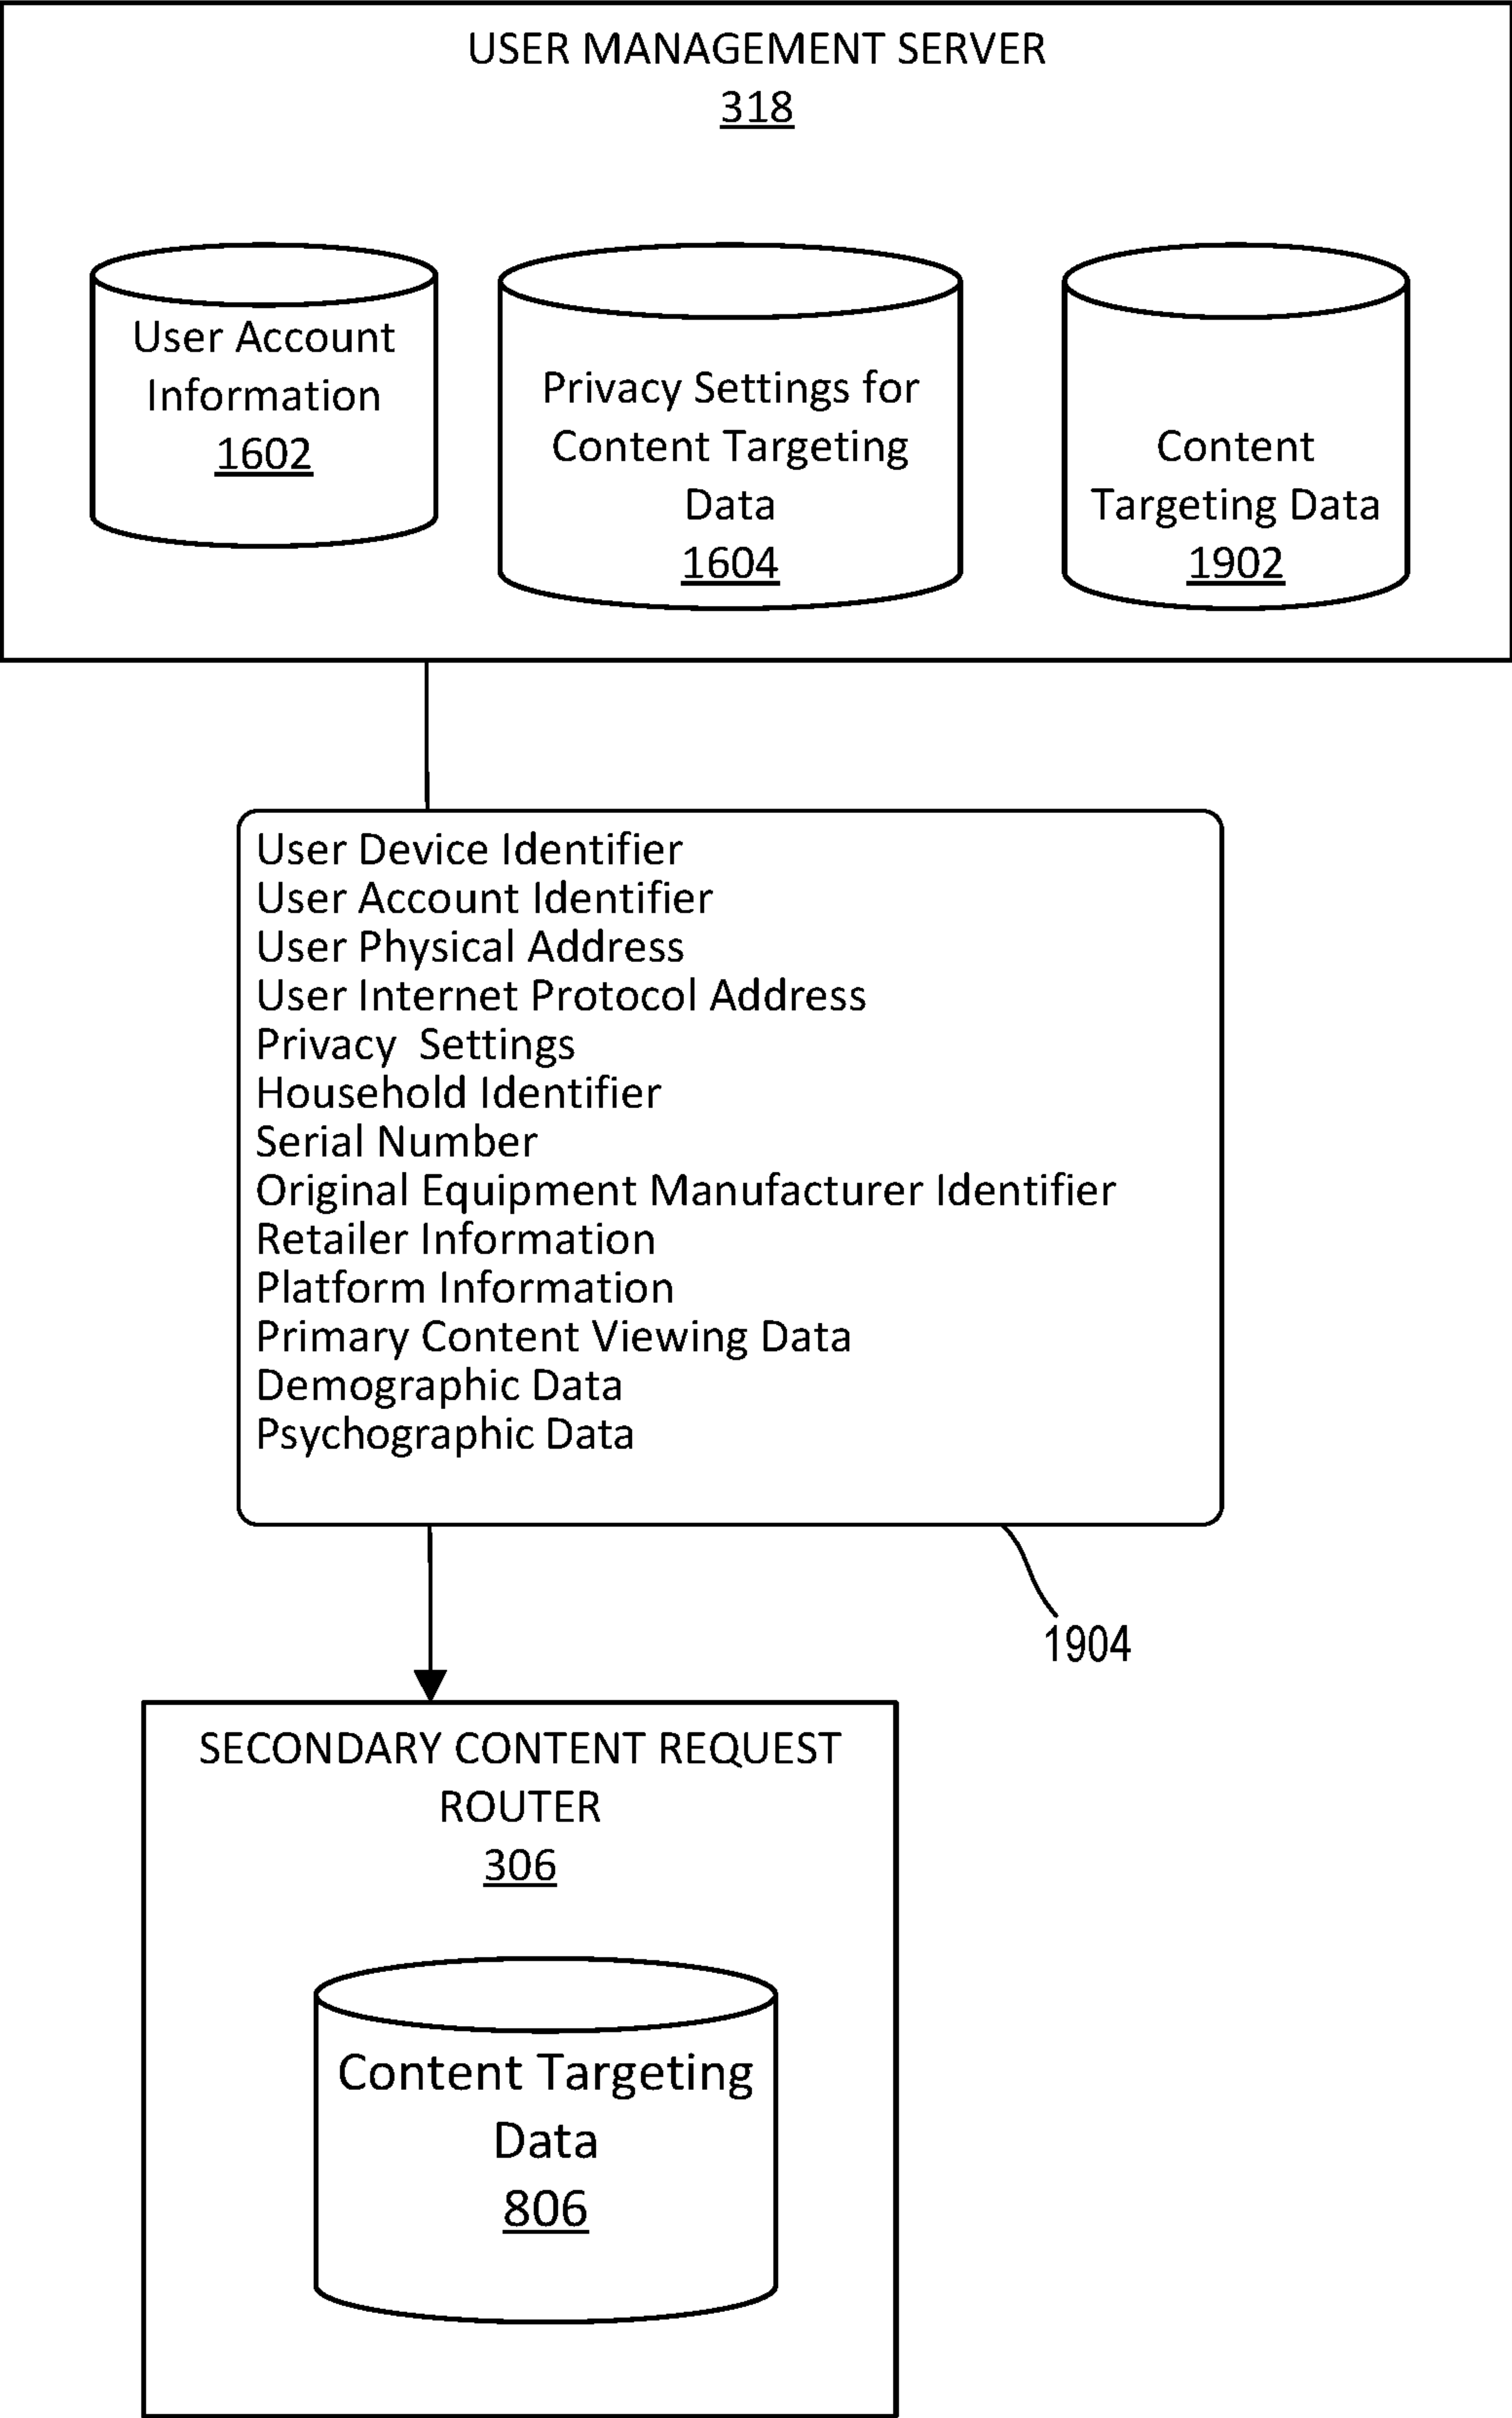 USER MANAGEMENT SERVER
318
User Account
Information
1602
Privacy Settings for
Content Targeting
Data
1604
Content
Targeting Data
1902
User Device Identifier
User Account Identifier
User Physical Address
User Internet Protocol Address
Privacy  Settings
Household Identifier
Serial Number
Original Equipment Manufacturer Identifier
Retailer Information
Platform Information
Primary Content Viewing Data
Demographic Data
Psychographic Data
1904
SECONDARY CONTENT REQUEST
ROUTER
306
Content Targeting
Data
806